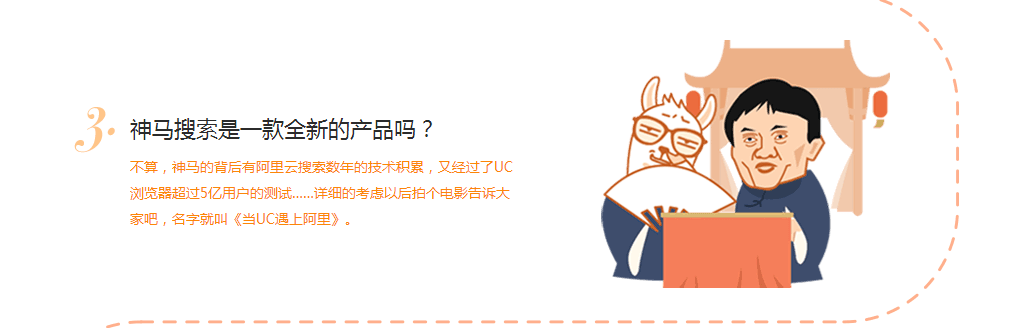 3.
神马搜索是一款全新的产品吗？
不算，神马的背后有阿里云搜索数年的技术积累，又经过了UC
浏览器超过5亿用户的测试……详细的考虑以后拍个电影告诉大
家吧，名字就叫《当UC遇上阿里》。